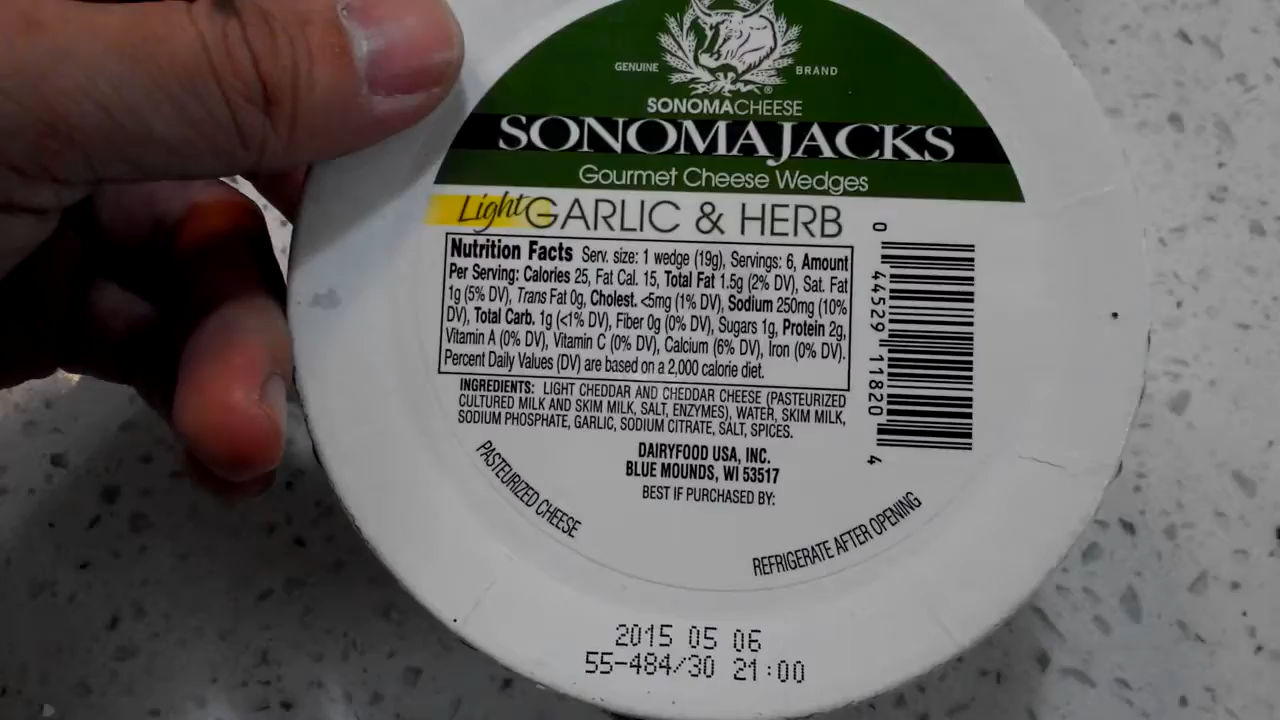 GENUINE BRAND
SONOMACHEESE
SONOMAJACKS
Gourmet Cheese Wedges
Light GARLIC & HERB
Nutrition Facts Serv. size: 1 wedge (19g), Servings: 6, Amount
Per Serving: Calories 25, Fat Cal. 15, Total Fat 1.5g (2% DV), Sat. Fat
1g (5% DV), Trans Fat 0g, Cholest. <5mg (1% DV), Sodium 250mg (10%
DV), Total Carb. 1g (<1% DV), Fiber 0g (0% DV), Sugars 1g, Protein 2g,
Vitamin A (0% DV), Vitamin C (0% DV), Calcium (6% DV), Iron (0% DV).
Percent Daily Values (DV) are based on a 2,000 calorie diet.
INGREDIENTS: LIGHT CHEDDAR AND CHEDDAR CHEESE (PASTEURIZED
CULTURED MILK AND SKIM MILK, SALT, ENZYMES), WATER, SKIM MILK,
SODIUM PHOSPHATE, GARLIC, SODIUM CITRATE, SALT, SPICES.
DAIRYFOOD USA, INC.
BLUE MOUNDS, WI 53517
BEST IF PURCHASED BY:
PASTEURIZED CHEESE
REFRIGERATE AFTER OPENING
0 44529 11820 4
2015 05 06
55-484/30 21:00